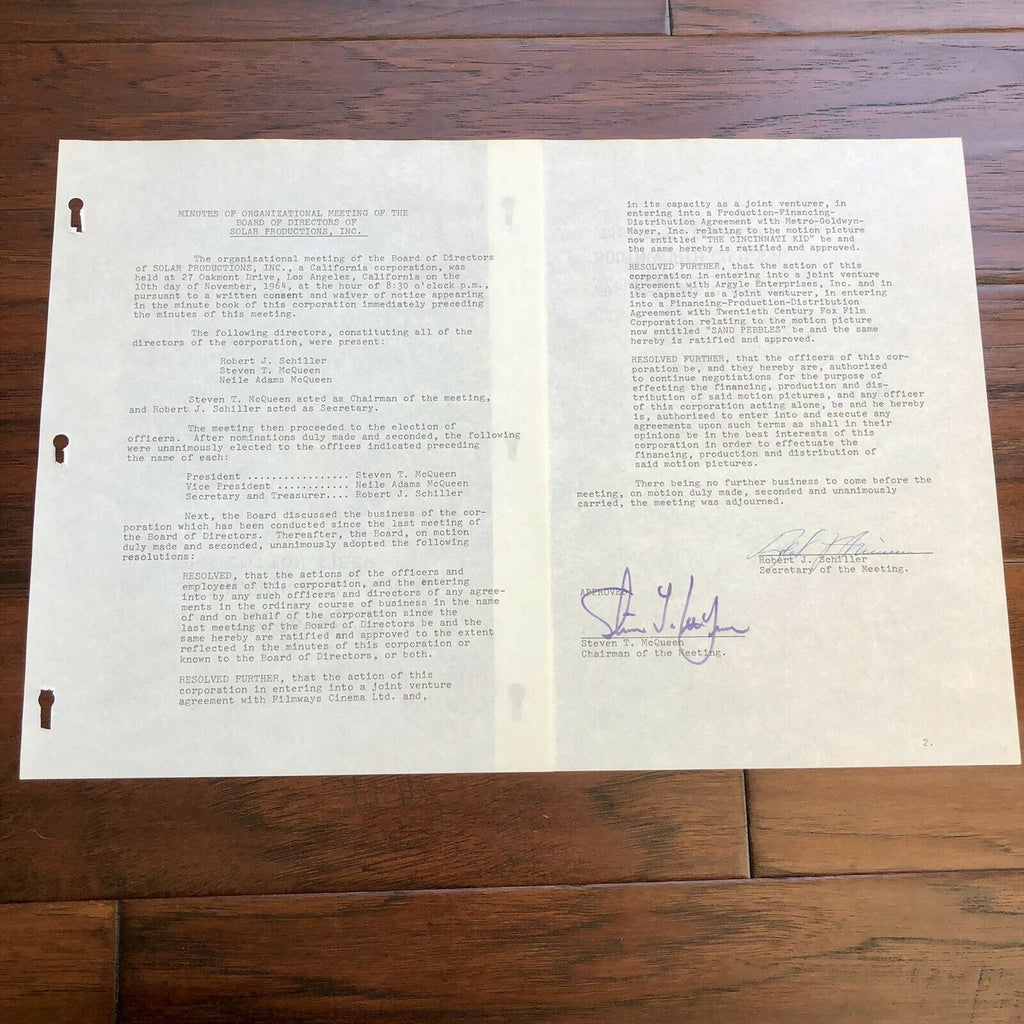 MINUTES OF ORGANIZATIONAL MEETING OF THE
BOARD OF DIRECTORS OF
SOLAR PRODUCTIONS, INC.
The organizational meeting of the Board of Directors
of SOLAR PRODUCTIONS, INC., a California corporation, was
held at 27 Oakmont Drive, Los Angeles, California on the
10th day of November, 1964, at the hour of 8:30 o'clock p.m.,
pursuant to a written consent and waiver of notice appearing
in the minute book of this corporation immediately preceding
the minutes of this meeting.
The following directors, constituting all of the
directors of the corporation, were present:
Robert J. Schiller
Steven T. McQueen
Neile Adams McQueen
Steven T. McQueen acted as Chairman of the meeting,
and Robert J. Schiller acted as Secretary.
The meeting then proceeded to the election of
officers. After nominations duly made and seconded, the following
were unanimously elected to the offices indicated preceding
the name of each:
President ................. Steven T. McQueen
Vice President ............ Neile Adams McQueen
Secretary and Treasurer.... Robert J. Schiller
Next, the Board discussed the business of the cor-
poration which has been conducted since the last meeting of
the Board of Directors. Thereafter, the Board, on motion
duly made and seconded, unanimously adopted the following
resolutions:
RESOLVED, that the actions of the officers and
employees of this corporation, and the entering
into by any such officers and directors of any agree-
ments in the ordinary course of business in the name
of and on behalf of the corporation since the
last meeting of the Board of Directors be and the
same hereby are ratified and approved to the extent
reflected in the minutes of this corporation or
known to the Board of Directors, or both.
RESOLVED FURTHER, that the action of this
corporation in entering into a joint venture
agreement with Filmways Cinema Ltd. and,
in its capacity as a joint venturer, in
entering into a Production-Financing-
Distribution Agreement with Metro-Goldwyn-
Mayer, Inc. relating to the motion picture
now entitled "THE CINCINNATI KID" be and
the same hereby is ratified and approved.
RESOLVED FURTHER, that the action of this
corporation in entering into a joint venture
agreement with Argyle Enterprises, Inc. and in
its capacity as a joint venturer, in entering
into a Financing-Production-Distribution
Agreement with Twentieth Century Fox Film
Corporation relating to the motion picture
now entitled "SAND PEBBLES" be and the same
hereby is ratified and approved.
RESOLVED FURTHER, that the officers of this cor-
poration be, and they hereby are, authorized
to continue negotiations for the purpose of
effecting the financing, production and dis-
tribution of said motion pictures, and any officer
of this corporation acting alone, be and he hereby
is, authorized to enter into and execute any
agreements upon such terms as shall in their
opinions be in the best interests of this
corporation in order to effectuate the
financing, production and distribution of
said motion pictures.
There being no further business to come before the
meeting, on motion duly made, seconded and unanimously
carried, the meeting was adjourned.
Robert J. Schiller
Secretary of the Meeting.
APPROVED
Steven T. McQueen
Chairman of the Meeting.
2.